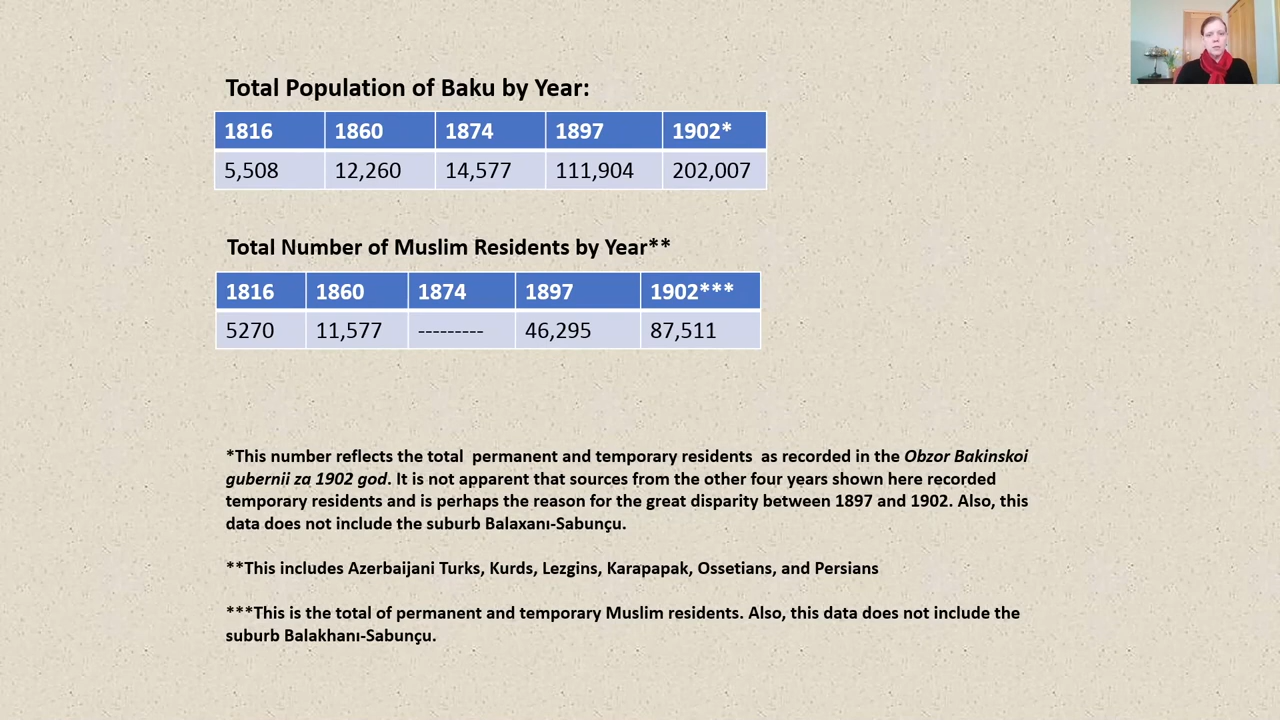 Total Population of Baku by Year:
1816 1860 1874 1897 1902*
5,508 12,260 14,577 111,904 202,007
Total Number of Muslim Residents by Year**
1816 1860 1874 1897 1902***
5270 11,577 --------- 46,295 87,511
*This number reflects the total permanent and temporary residents as recorded in the Obzor Bakinskoi
gubernii za 1902 god. It is not apparent that sources from the other four years shown here recorded
temporary residents and is perhaps the reason for the great disparity between 1897 and 1902. Also, this
data does not include the suburb Balaxanı-Sabunçu.
**This includes Azerbaijani Turks, Kurds, Lezgins, Karapapak, Ossetians, and Persians
***This is the total of permanent and temporary Muslim residents. Also, this data does not include the
suburb Balakhanı-Sabunçu.